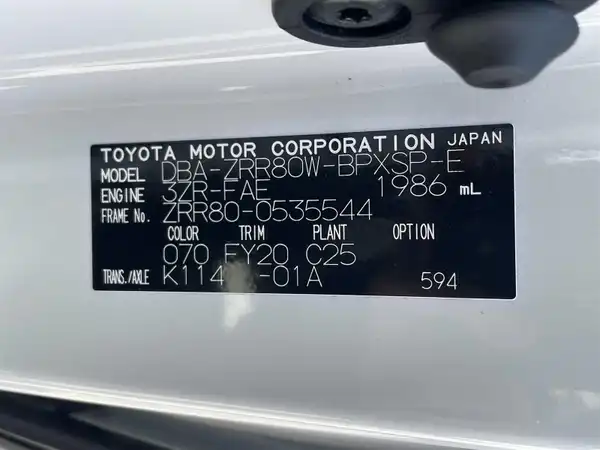 TOYOTA MOTOR CORPORATION JAPAN
MODEL DBA-ZRR80W-BPXSP-E
ENGINE 3ZR-FAE 1986 mL
FRAME No. ZRR80-0535544
COLOR TRIM PLANT OPTION
070 FY20 C25
TRANS./AXLE K114 -01A 594